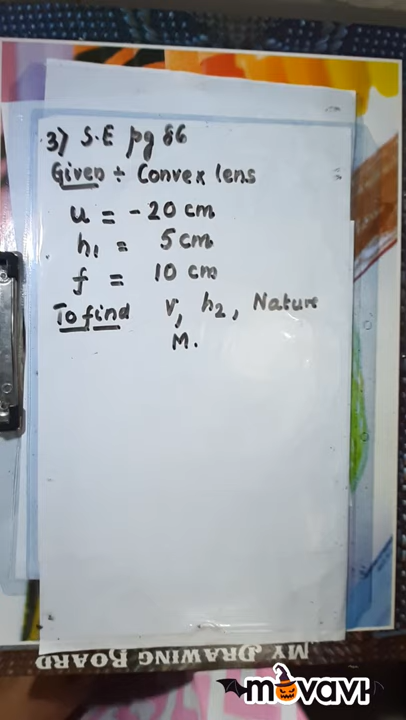 3) S.E pg 86
Given ÷ Convex lens
u = - 20 cm
h₁ = 5 cm
f = 10 cm
To find v, h₂, Nature
M.
MY DRAWING BOARD
movavi